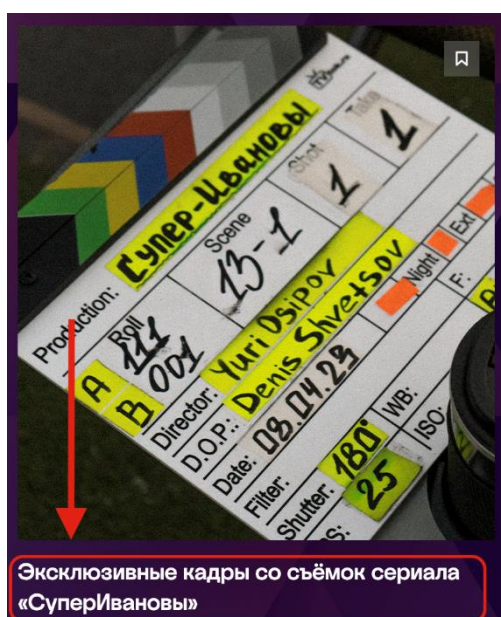 Супер-Ивановы
Production:
Roll
Scene
Shot
Take
A 111
B 001
13-1
1
1
Director: Yuri Osipov
D.O.P.: Denis Shvetsov
Night
Ext
Date: 08.04.23
F:
Filter:
WB:
Shutter: 180°
ISO:
25
Эксклюзивные кадры со съёмок сериала
«СуперИвановы»